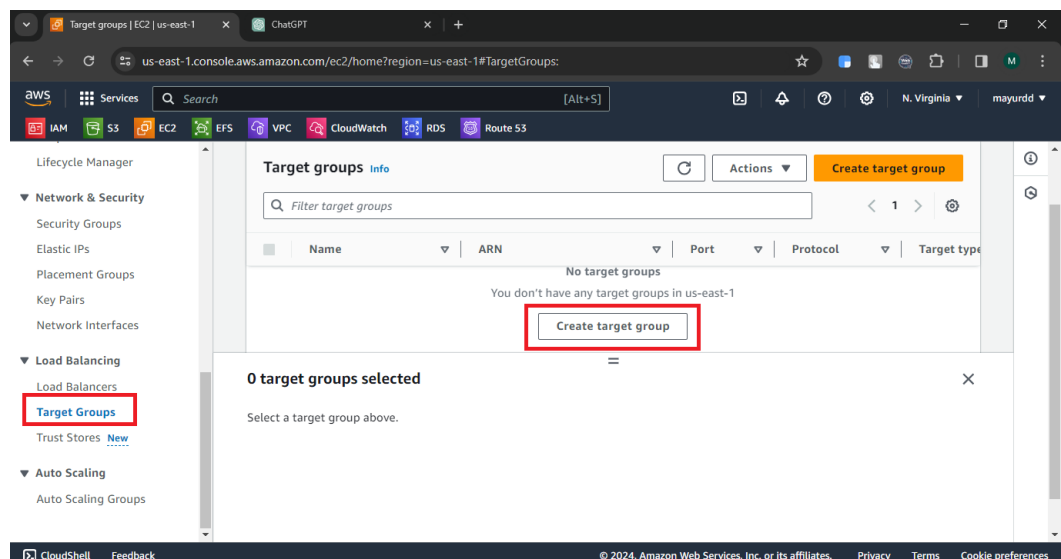 Target groups | EC2 | us-east-1
ChatGPT
us-east-1.console.aws.amazon.com/ec2/home?region=us-east-1#TargetGroups:
M
aws
Services
Search
[Alt+S]
N. Virginia
mayurdd
IAM
S3
EC2
EFS
VPC
CloudWatch
RDS
Route 53
Lifecycle Manager
Network & Security
Security Groups
Elastic IPs
Placement Groups
Key Pairs
Network Interfaces
Load Balancing
Load Balancers
Target Groups
Trust Stores New
Auto Scaling
Auto Scaling Groups
Target groups Info
Actions
Create target group
Filter target groups
1
Name
ARN
Port
Protocol
Target type
No target groups
You don't have any target groups in us-east-1
Create target group
0 target groups selected
Select a target group above.
CloudShell
Feedback
© 2024, Amazon Web Services, Inc. or its affiliates.
Privacy
Terms
Cookie preferences